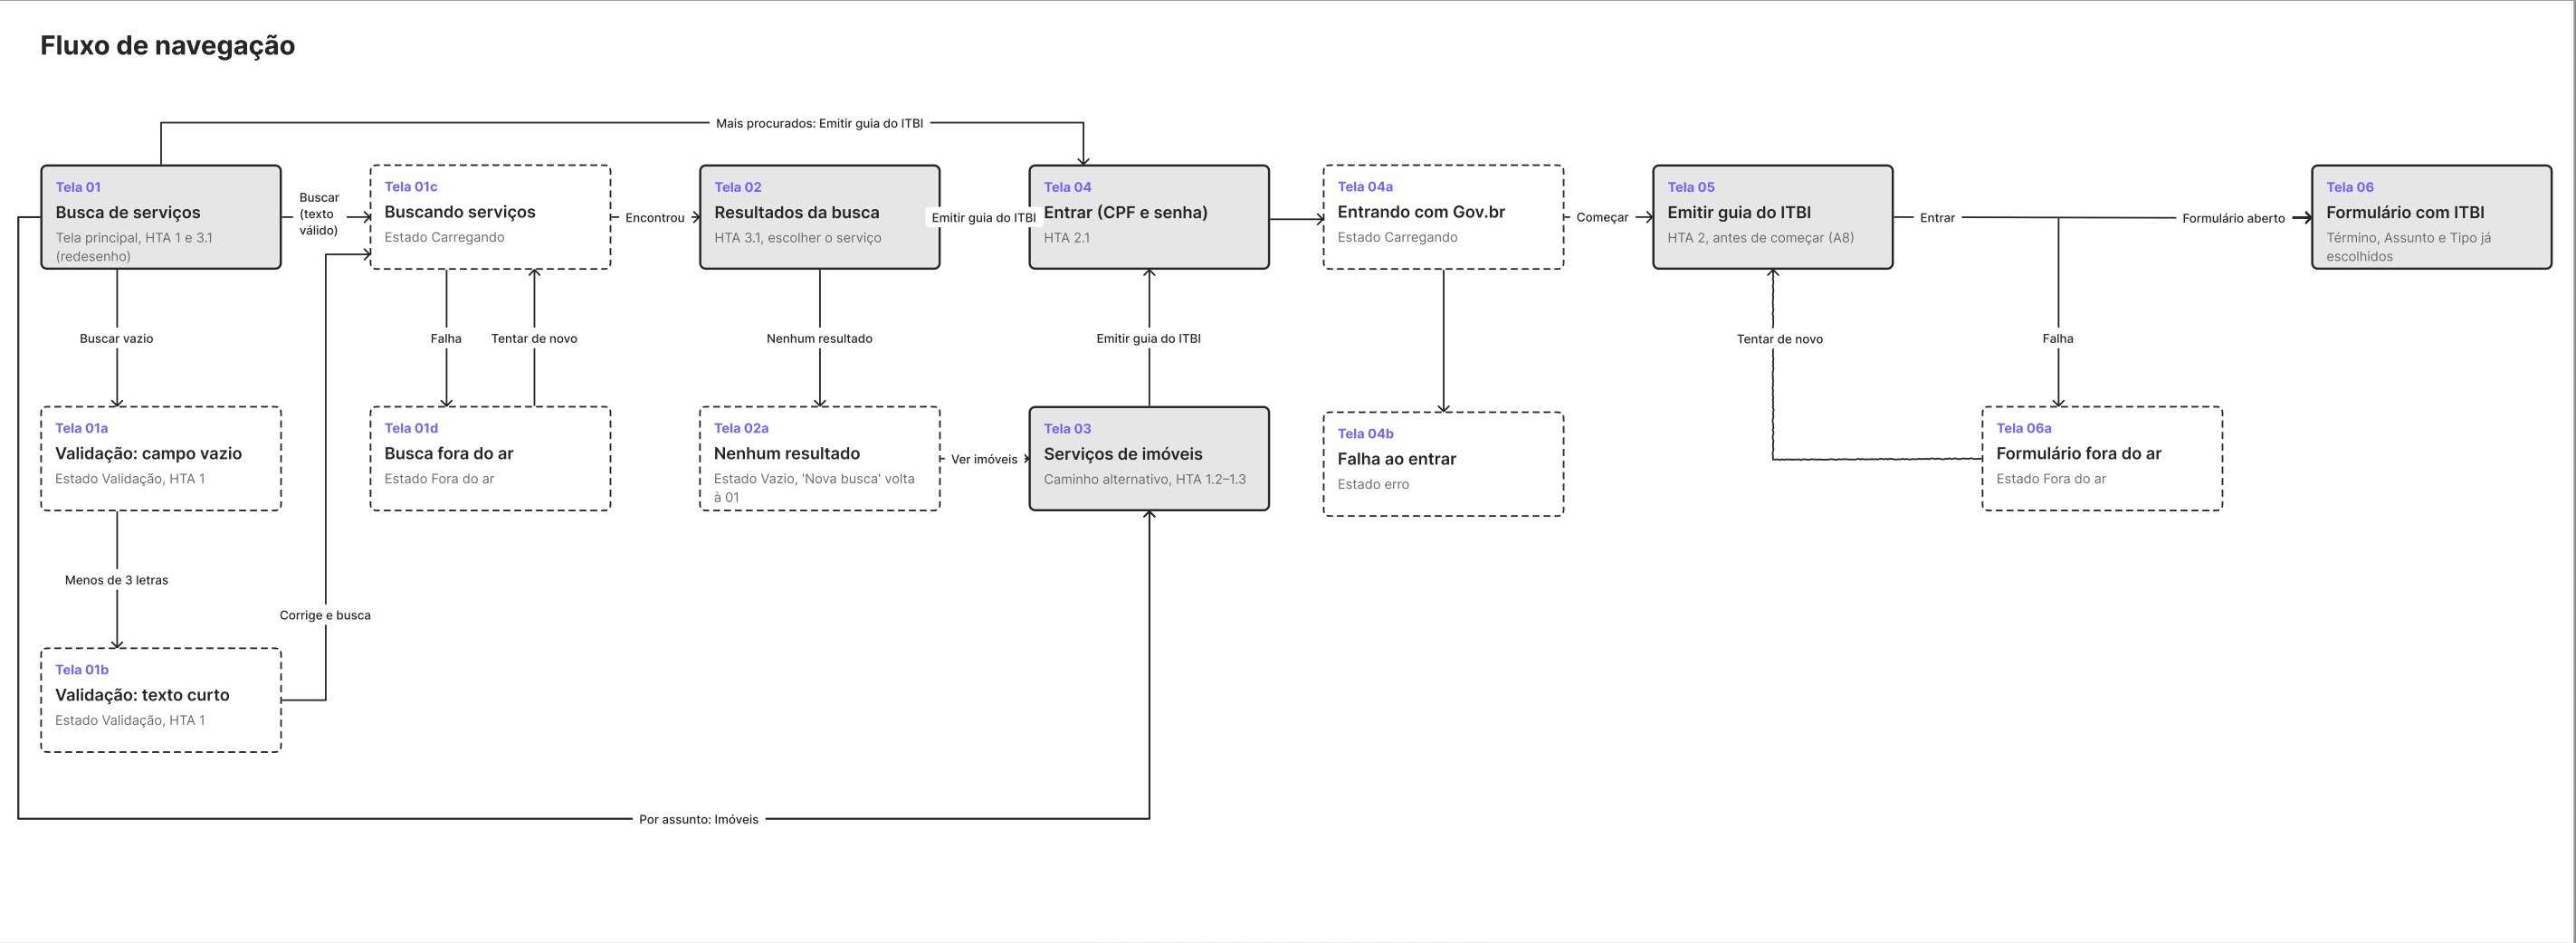 Fluxo de navegação
Mais procurados: Emitir guia do ITBI
Tela 01
Busca de serviços
Tela principal, HTA 1 e 3.1
(redesenho)
Buscar
(texto
válido)
Tela 01c
Buscando serviços
Estado Carregando
Encontrou
Tela 02
Resultados da busca
HTA 3.1, escolher o serviço
Emitir guia do ITBI
Tela 04
Entrar (CPF e senha)
HTA 2.1
Tela 04a
Entrando com Gov.br
Estado Carregando
Começar
Tela 05
Emitir guia do ITBI
HTA 2, antes de começar (A8)
Entrar
Formulário aberto
Tela 06
Formulário com ITBI
Término, Assunto e Tipo já
escolhidos
Buscar vazio
Falha
Tentar de novo
Nenhum resultado
Emitir guia do ITBI
Tentar de novo
Falha
Tela 01a
Validação: campo vazio
Estado Validação, HTA 1
Tela 01d
Busca fora do ar
Estado Fora do ar
Tela 02a
Nenhum resultado
Estado Vazio, 'Nova busca' volta
à 01
Ver imóveis
Tela 03
Serviços de imóveis
Caminho alternativo, HTA 1.2–1.3
Tela 04b
Falha ao entrar
Estado erro
Tela 06a
Formulário fora do ar
Estado Fora do ar
Menos de 3 letras
Corrige e busca
Tela 01b
Validação: texto curto
Estado Validação, HTA 1
Por assunto: Imóveis